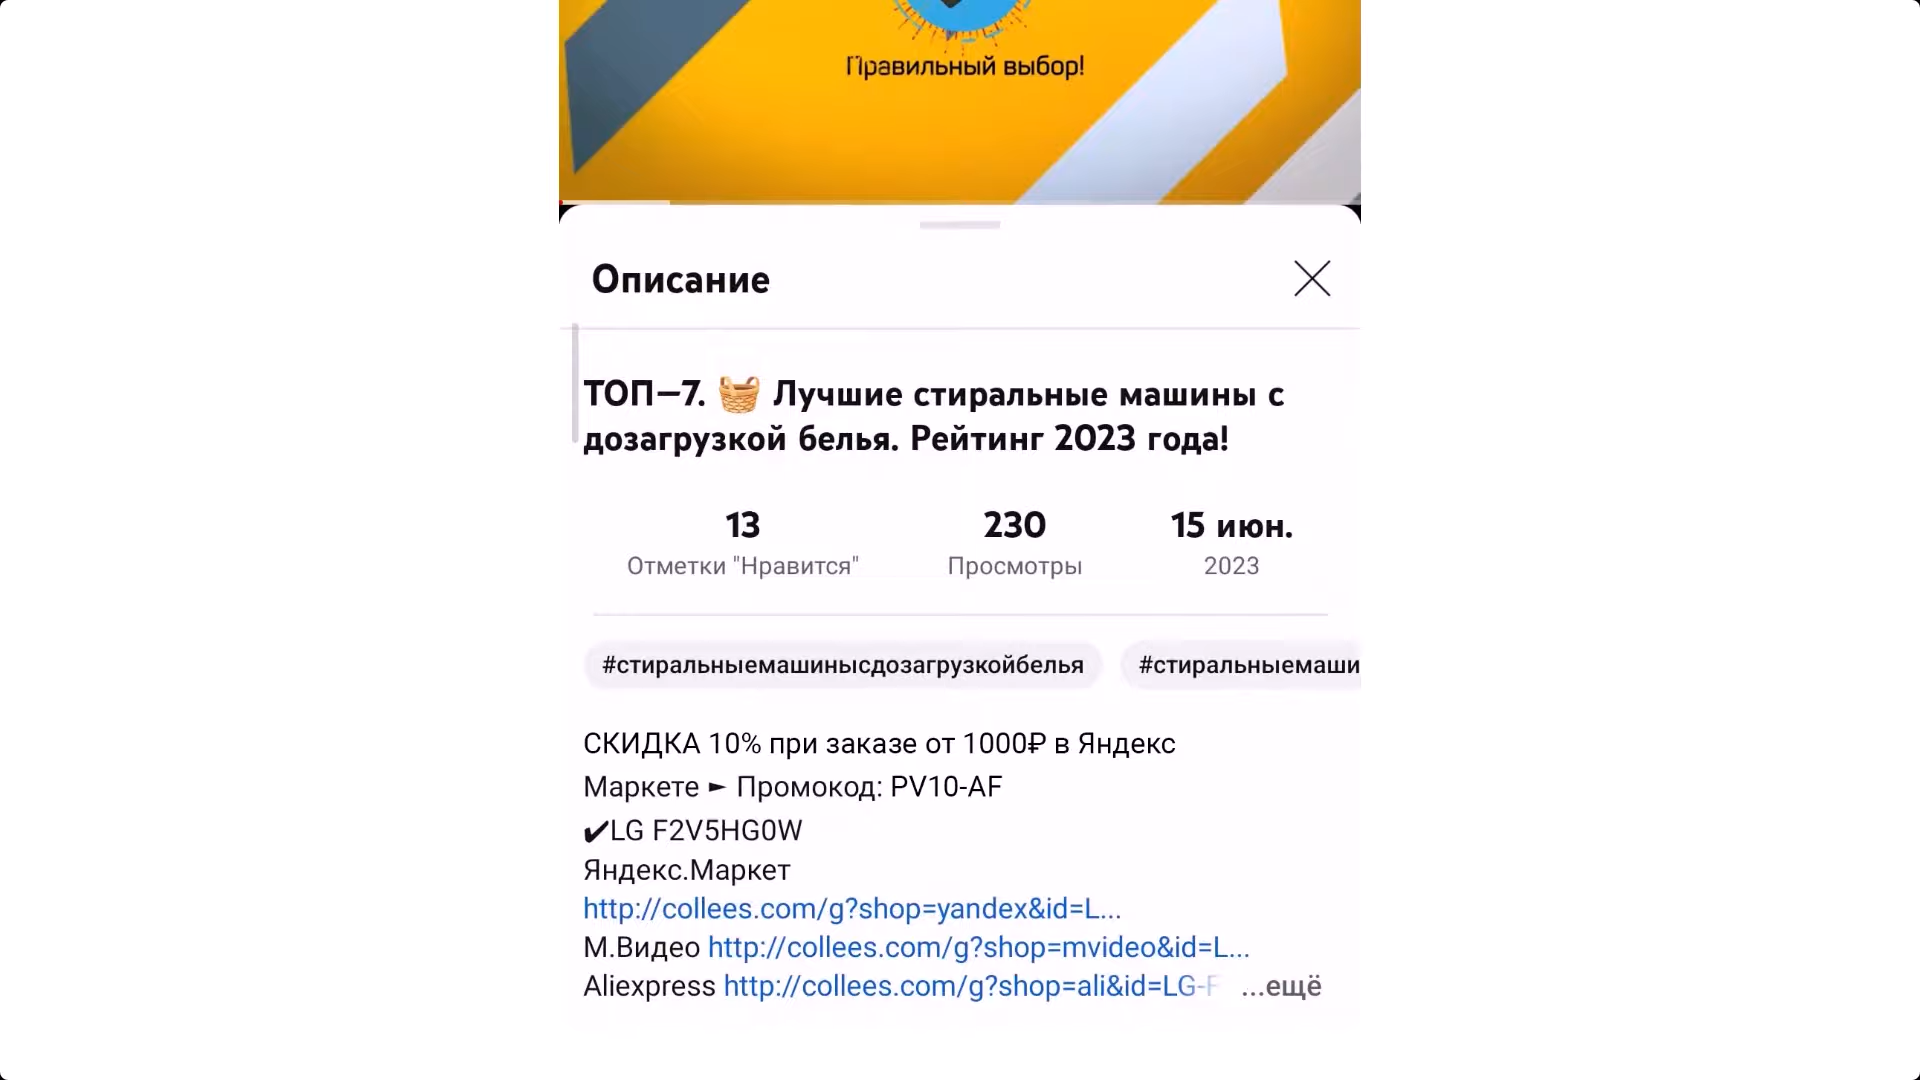 Правильный выбор!
Описание
ТОП—7. 🧺 Лучшие стиральные машины с
дозагрузкой белья. Рейтинг 2023 года!
13
Отметки "Нравится"
230
Просмотры
15 июн.
2023
#стиральныемашинысдозагрузкойбелья
#стиральныемаши
СКИДКА 10% при заказе от 1000₽ в Яндекс
Маркете ► Промокод: PV10-AF
✔LG F2V5HG0W
Яндекс.Маркет
http://collees.com/g?shop=yandex&id=L...
М.Видео http://collees.com/g?shop=mvideo&id=L...
Aliexpress http://collees.com/g?shop=ali&id=LG-F ...ещё